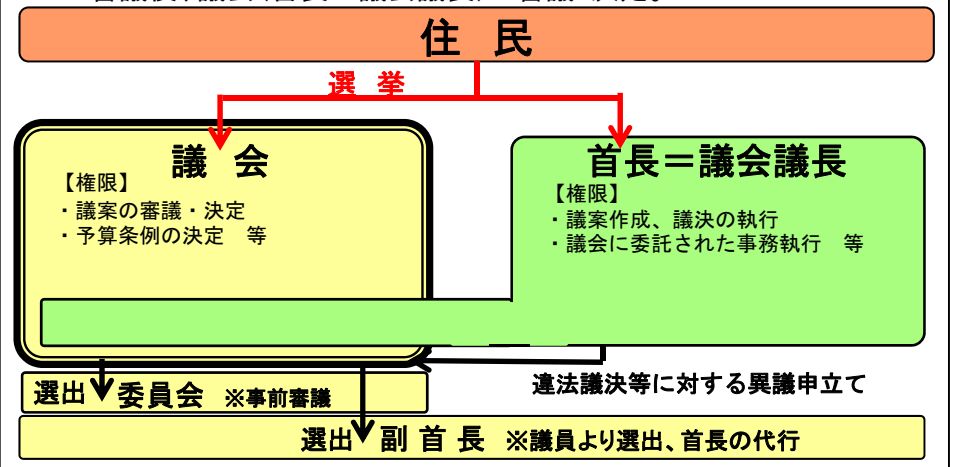 住　民
選　挙
議　会
【権限】
・議案の審議・決定
・予算条例の決定　等
首長＝議会議長
【権限】
・議案作成、議決の執行
・議会に委託された事務執行　等
違法議決等に対する異議申立て
選出 委員会　※事前審議
選出 副 首 長　※議員より選出、首長の代行